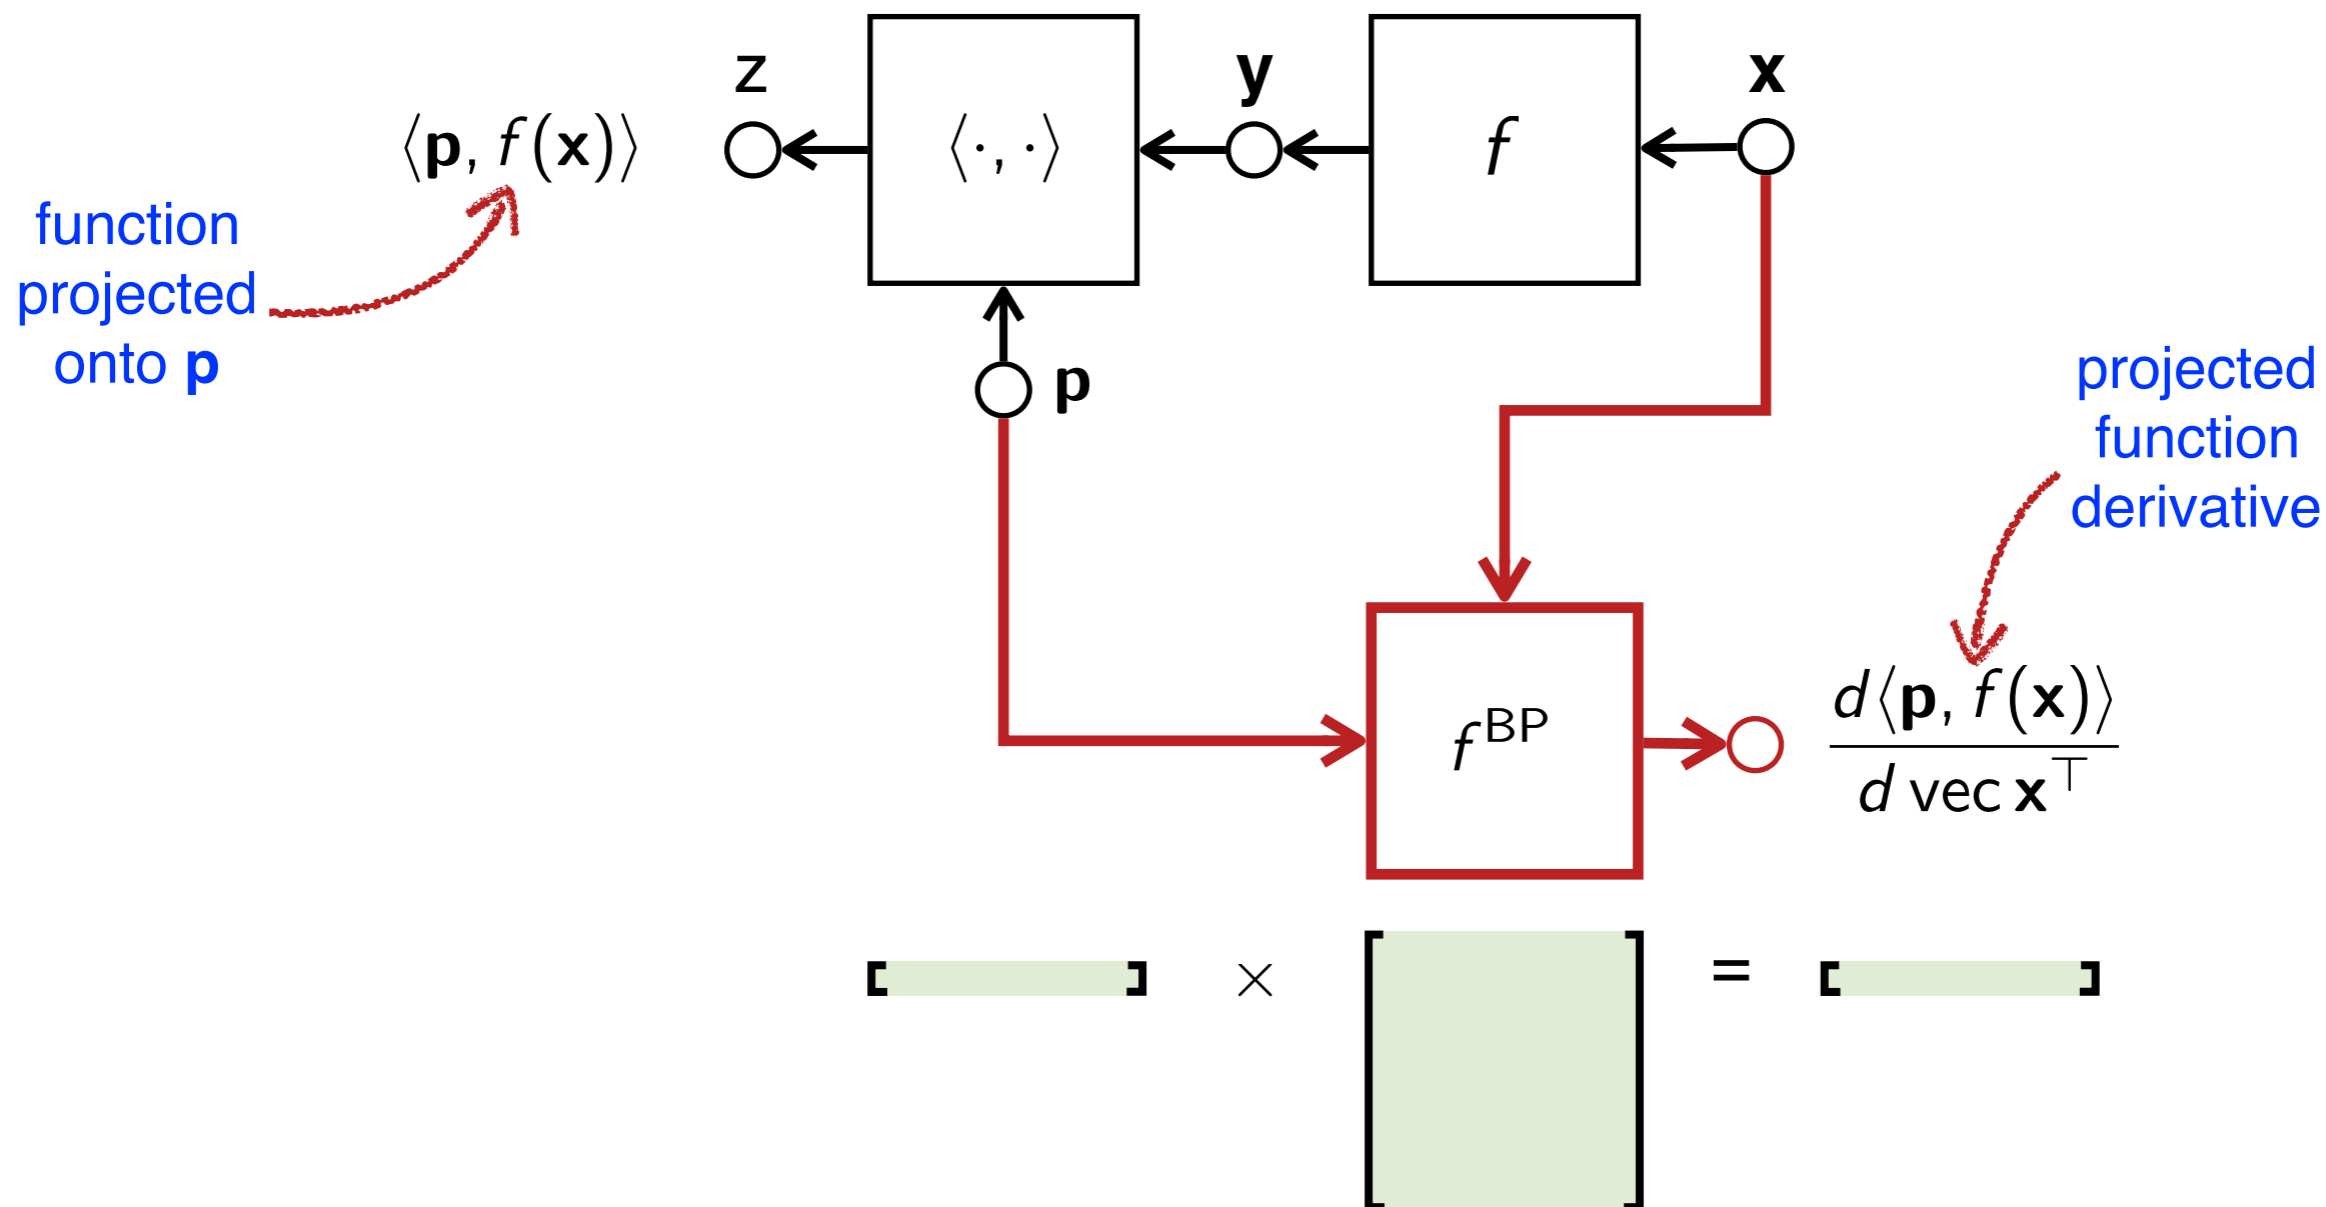 z
y
x
⟨p, f(x)⟩
⟨·, ·⟩
f
function
projected
onto p
p
projected
function
derivative
f^BP
d⟨p, f(x)⟩
d vec x^⊤
[ ] × [ ] = [ ]